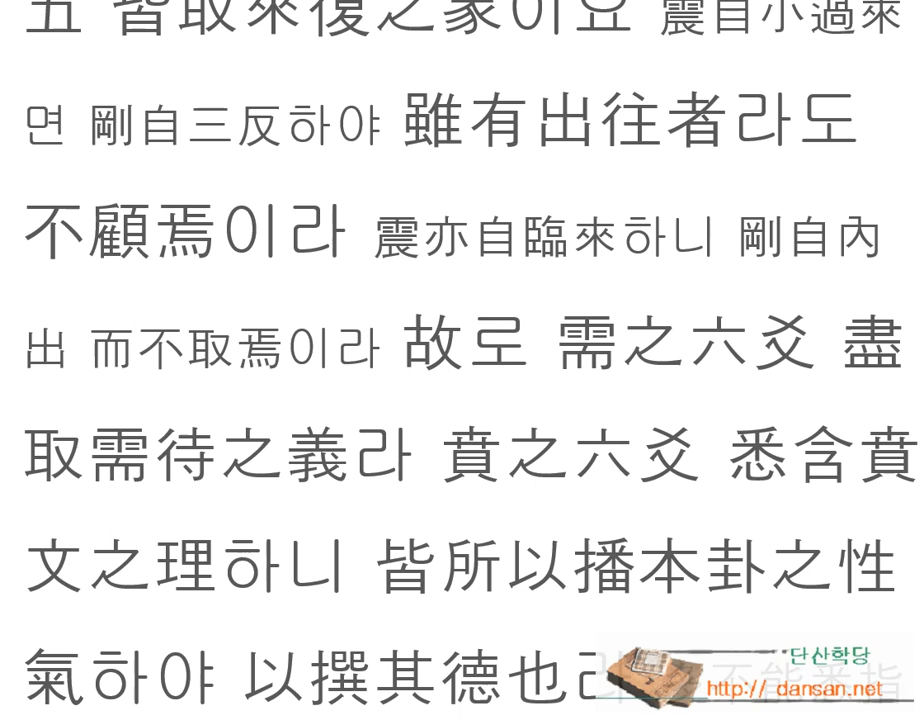 五 皆取來復之象이요 震自小過來
면 剛自三反하야 雖有出往者라도
不顧焉이라 震亦自臨來하니 剛自內
出 而不取焉이라 故로 需之六爻 盡
取需待之義라 賁之六爻 悉含賁
文之理하니 皆所以播本卦之性
氣하야 以撰其德也라 不能悉指
단산학당
http:// dansan.net